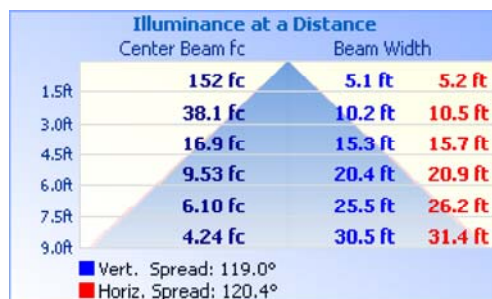 Illuminance at a Distance
Center Beam fc Beam Width
1.5ft 152 fc 5.1 ft 5.2 ft
3.0ft 38.1 fc 10.2 ft 10.5 ft
4.5ft 16.9 fc 15.3 ft 15.7 ft
6.0ft 9.53 fc 20.4 ft 20.9 ft
7.5ft 6.10 fc 25.5 ft 26.2 ft
9.0ft 4.24 fc 30.5 ft 31.4 ft
Vert. Spread: 119.0°
Horiz. Spread: 120.4°